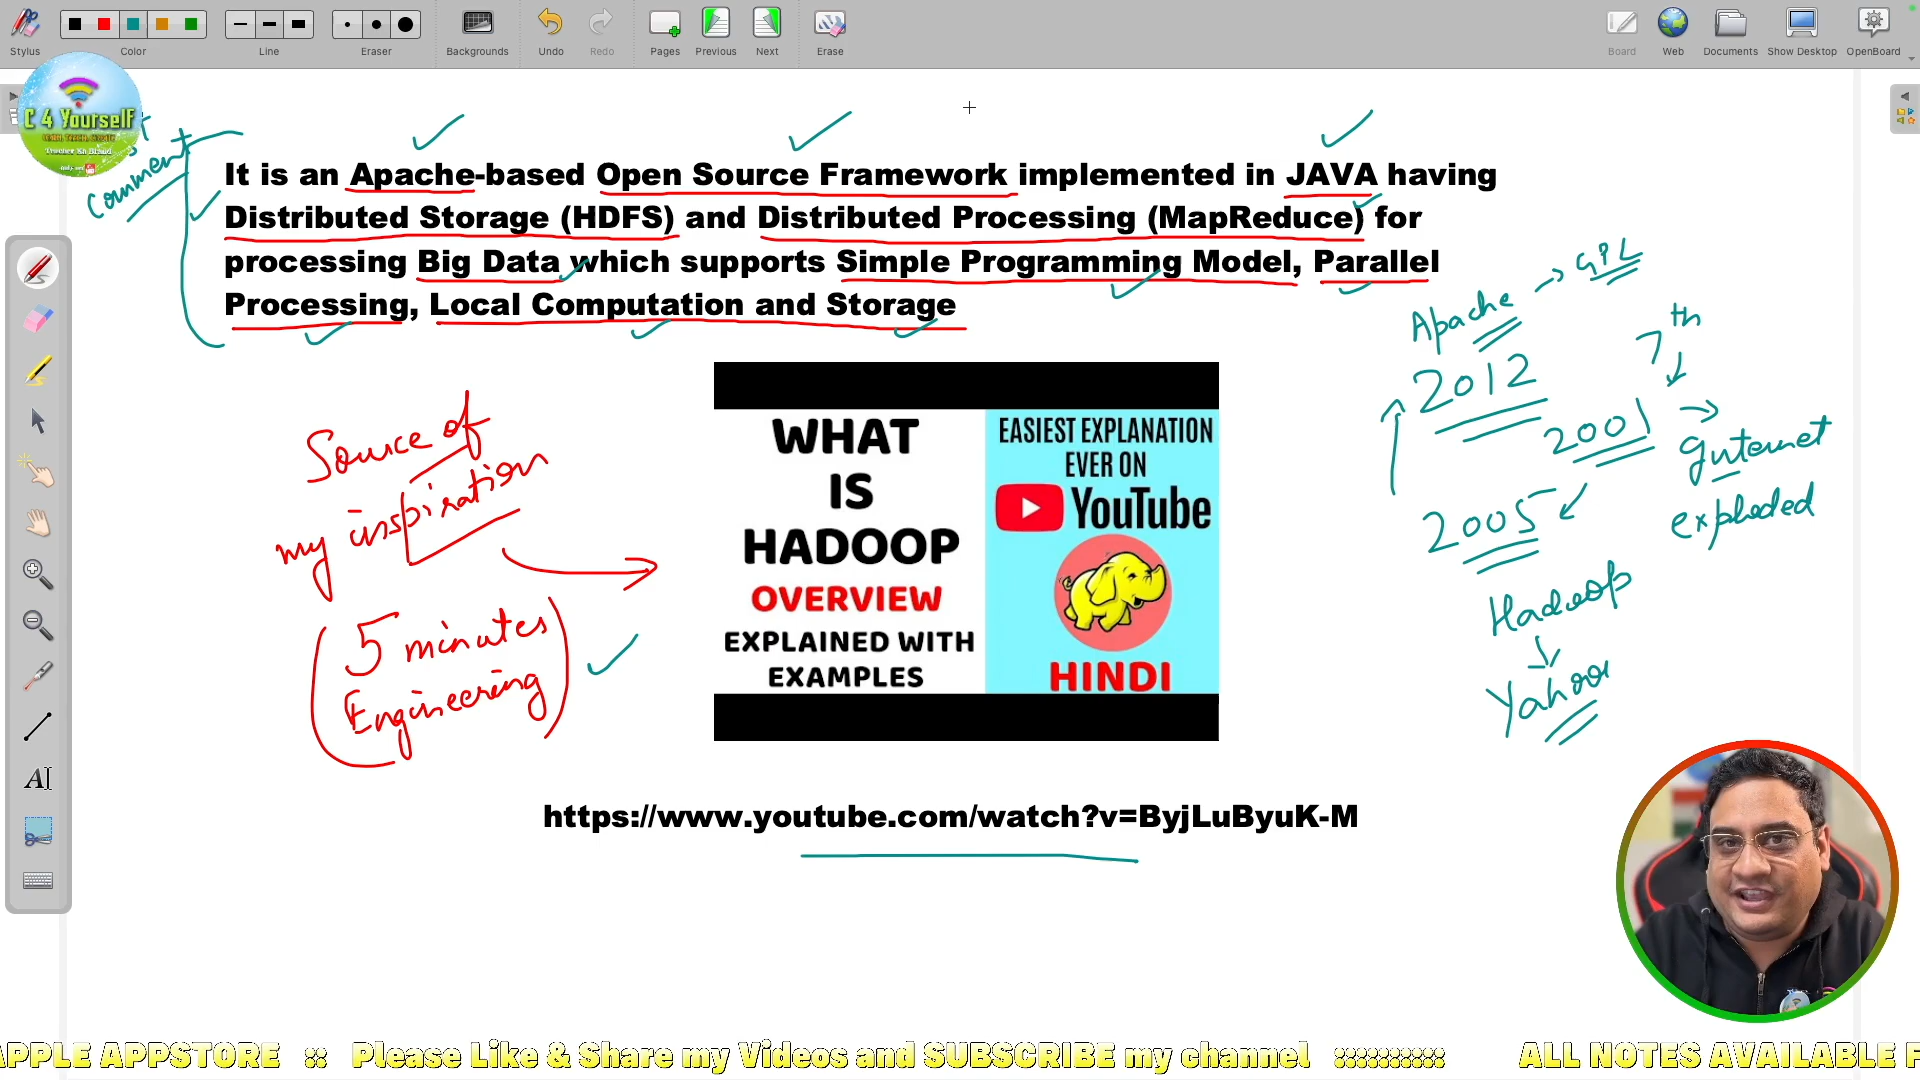 Stylus
Color
Line
Eraser
Backgrounds
Undo
Redo
Pages
Previous
Next
Erase
Board
Web
Documents
Show Desktop
OpenBoard
C 4 YourselF
comment
It is an Apache-based Open Source Framework implemented in JAVA having
Distributed Storage (HDFS) and Distributed Processing (MapReduce) for
processing Big Data which supports Simple Programming Model, Parallel
Processing, Local Computation and Storage
Apache → GPL
2012
7th
2001 → Internet
exploded
2005
Hadoop
Yahoo
Source of
my inspiration
(5 minutes
Engineering)
WHAT
IS
HADOOP
OVERVIEW
EXPLAINED WITH
EXAMPLES
EASIEST EXPLANATION
EVER ON
YouTube
HINDI
https://www.youtube.com/watch?v=ByjLuByuK-M
APPLE APPSTORE :: Please Like & Share my Videos and SUBSCRIBE my channel :::::::::: ALL NOTES AVAILABLE F